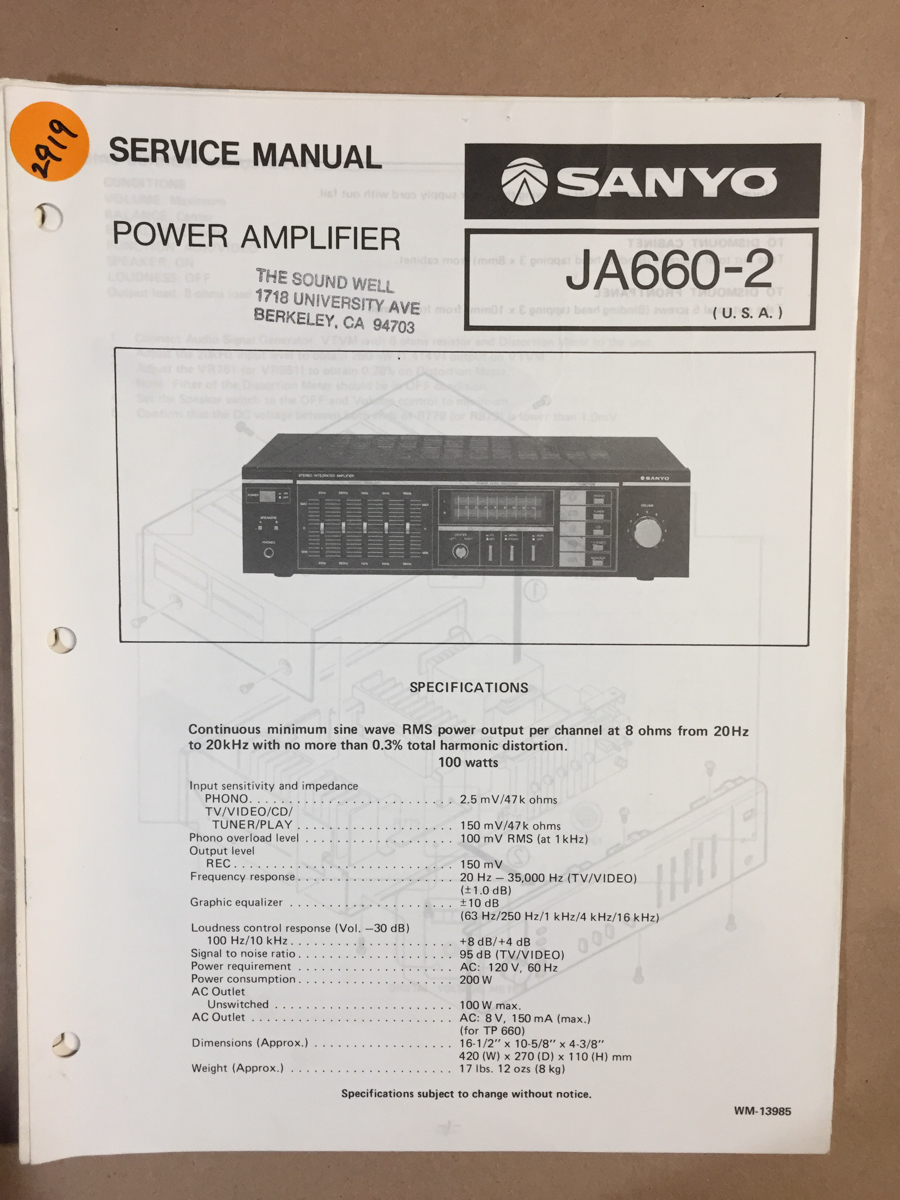 2919
SERVICE MANUAL
SANYO
POWER AMPLIFIER
JA660-2
( U. S. A. )
THE SOUND WELL
1718 UNIVERSITY AVE
BERKELEY, CA 94703
STEREO INTEGRATED AMPLIFIER
SANYO
POWER
SPEAKERS
PHONES
VOLUME
SPECIFICATIONS
Continuous minimum sine wave RMS power output per channel at 8 ohms from 20Hz
to 20kHz with no more than 0.3% total harmonic distortion.
100 watts
Input sensitivity and impedance
PHONO. . . . . . . . . . . . . . . . . . . . . . . . . . 2.5 mV/47k ohms
TV/VIDEO/CD/
TUNER/PLAY . . . . . . . . . . . . . . . . . . . . 150 mV/47k ohms
Phono overload level . . . . . . . . . . . . . . . . . . . 100 mV RMS (at 1kHz)
Output level
REC. . . . . . . . . . . . . . . . . . . . . . . . . . . . 150 mV
Frequency response. . . . . . . . . . . . . . . . . . . . 20 Hz – 35,000 Hz (TV/VIDEO)
(±1.0 dB)
Graphic equalizer . . . . . . . . . . . . . . . . . . . . . ±10 dB
(63 Hz/250 Hz/1 kHz/4 kHz/16 kHz)
Loudness control response (Vol. –30 dB)
100 Hz/10 kHz. . . . . . . . . . . . . . . . . . . . . +8 dB/+4 dB
Signal to noise ratio. . . . . . . . . . . . . . . . . . . . 95 dB (TV/VIDEO)
Power requirement . . . . . . . . . . . . . . . . . . . . AC: 120 V, 60 Hz
Power consumption. . . . . . . . . . . . . . . . . . . . 200 W
AC Outlet
Unswitched . . . . . . . . . . . . . . . . . . . . . . . 100 W max.
AC Outlet . . . . . . . . . . . . . . . . . . . . . . . . . . AC: 8 V, 150 mA (max.)
(for TP 660)
Dimensions (Approx.) . . . . . . . . . . . . . . . . . . 16-1/2" x 10-5/8" x 4-3/8"
420 (W) x 270 (D) x 110 (H) mm
Weight (Approx.) . . . . . . . . . . . . . . . . . . . . . 17 lbs. 12 ozs (8 kg)
Specifications subject to change without notice.
WM-13985